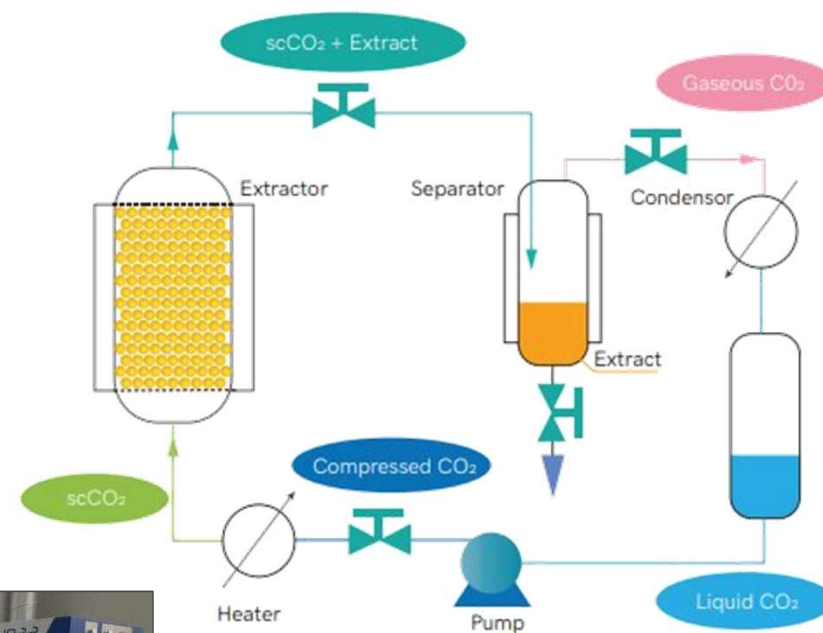 scCO₂ + Extract
Gaseous CO₂
Extractor
Separator
Condensor
Extract
Compressed CO₂
scCO₂
Heater
Pump
Liquid CO₂